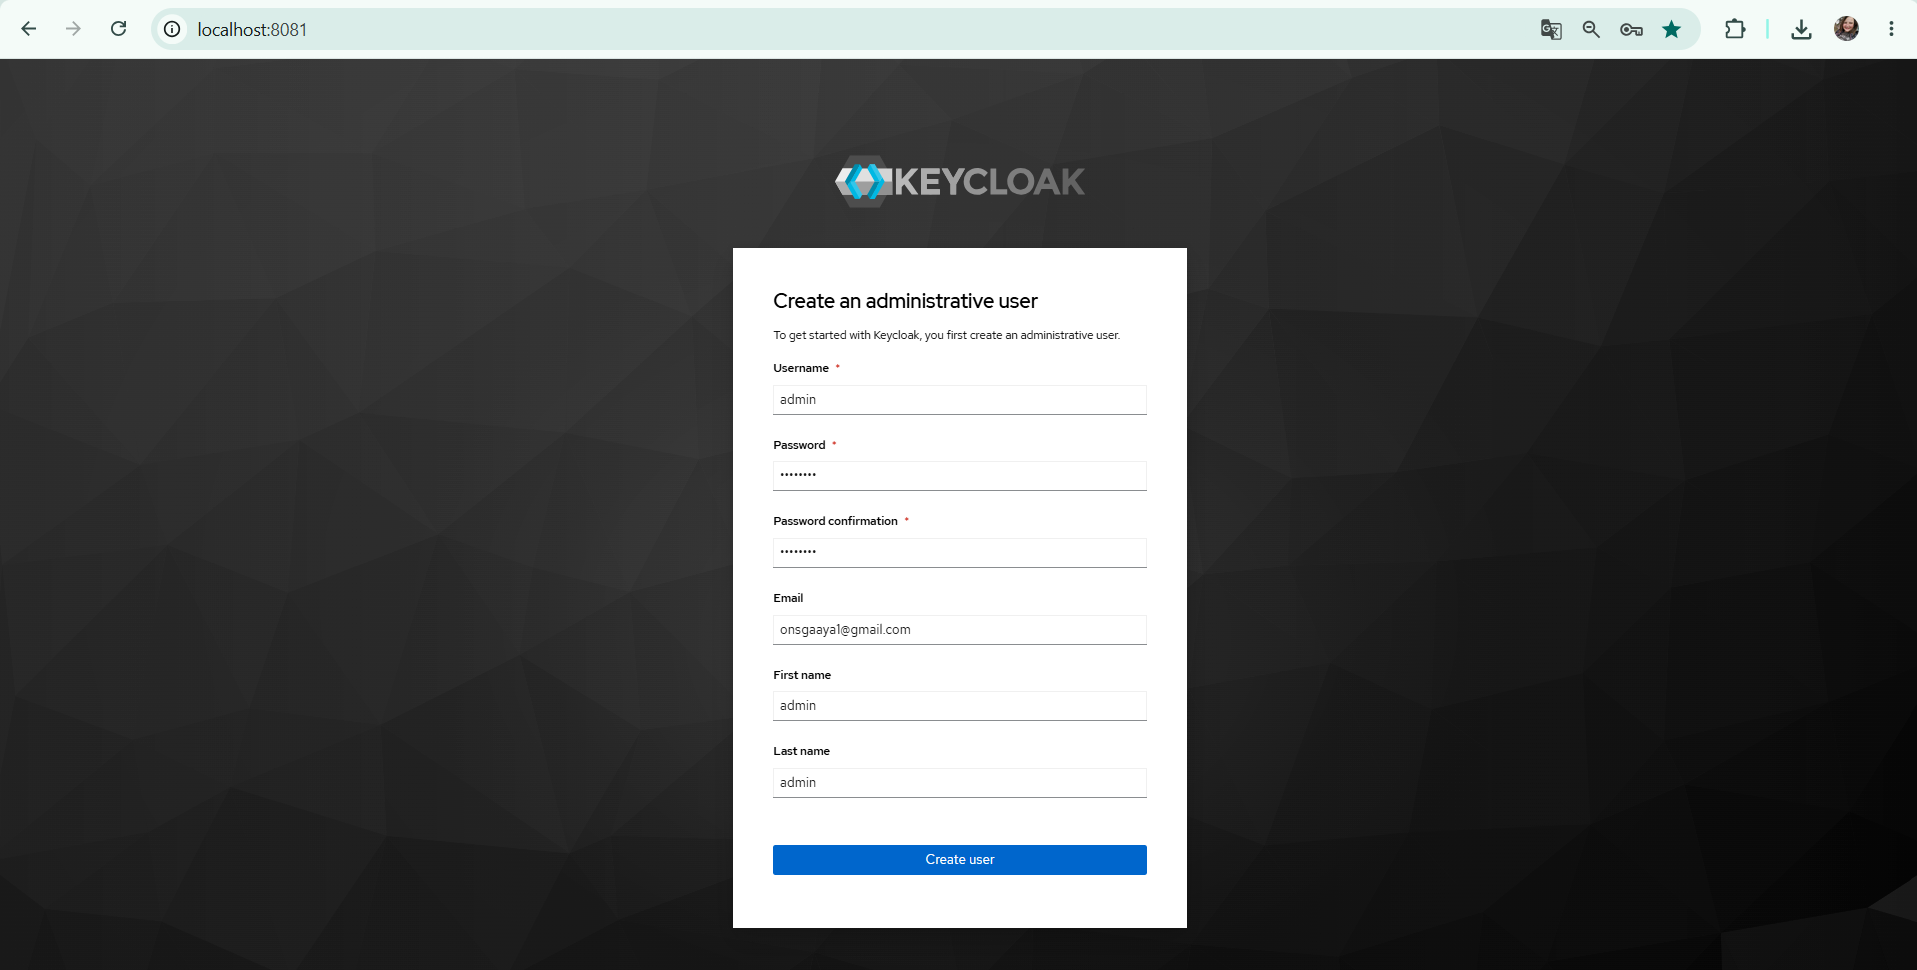 localhost:8081
KEYCLOAK
Create an administrative user
To get started with Keycloak, you first create an administrative user.
Username *
admin
Password *
••••••••
Password confirmation *
••••••••
Email
onsgaaya1@gmail.com
First name
admin
Last name
admin
Create user